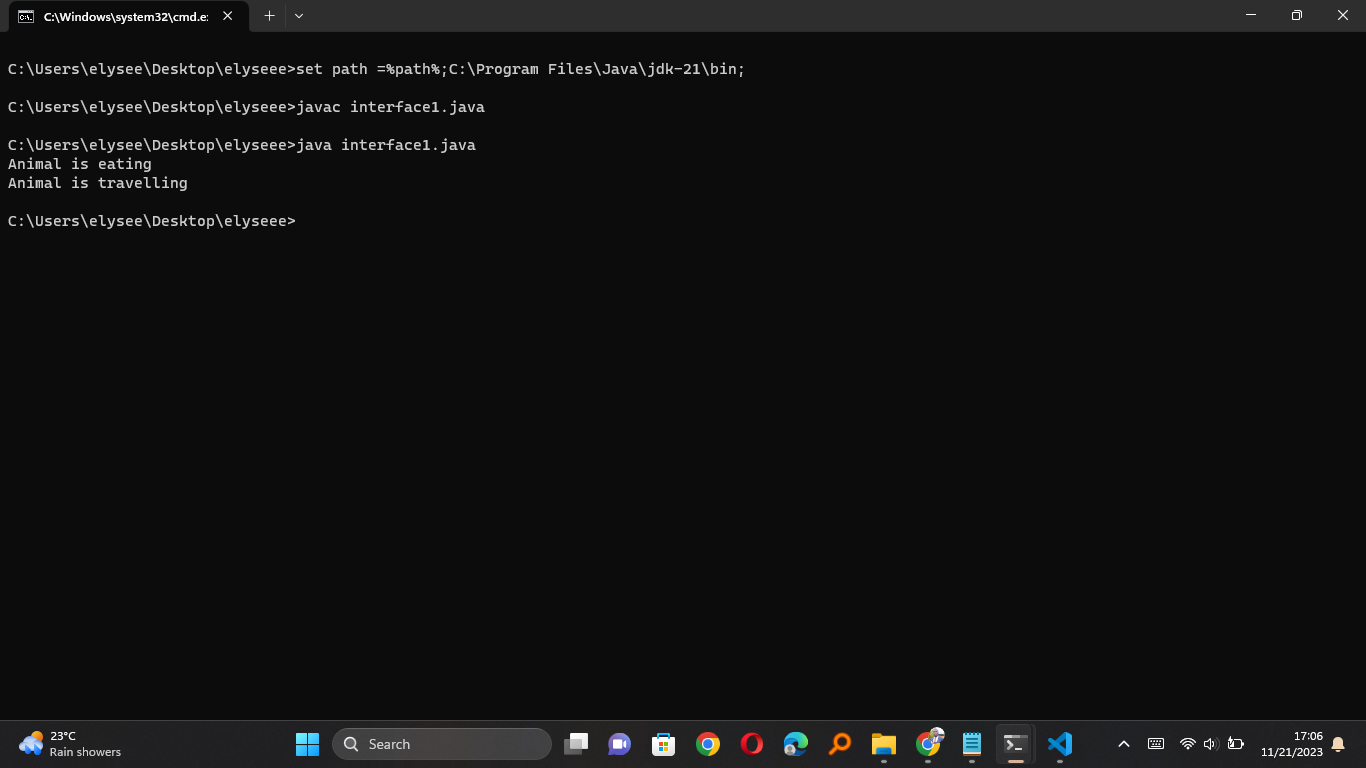 C:\Windows\system32\cmd.e:
C:\Users\elysee\Desktop\elyseee>set path =%path%;C:\Program Files\Java\jdk-21\bin;
C:\Users\elysee\Desktop\elyseee>javac interface1.java
C:\Users\elysee\Desktop\elyseee>java interface1.java
Animal is eating
Animal is travelling
C:\Users\elysee\Desktop\elyseee>
23°C
Rain showers
Search
17:06
11/21/2023